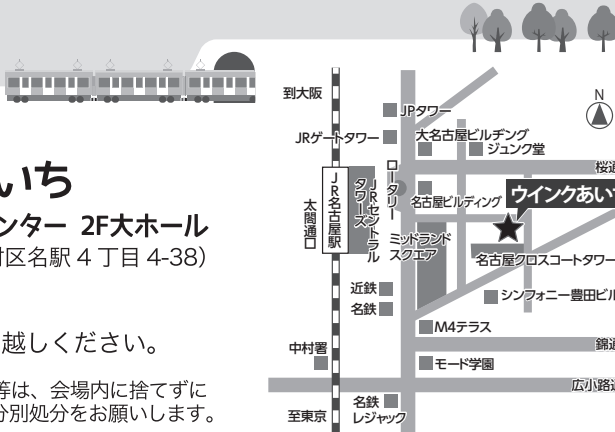 いち
ンター 2F大ホール
村区名駅 4 丁目 4-38）
越しください。
等は、会場内に捨てずに
分別処分をお願いします。
到大阪
N
JPタワー
JRゲートタワー
大名古屋ビルヂング
ジュンク堂
桜通
ロータリー
JR名古屋駅
JRセントラル
タワーズ
太閤通口
名古屋ビルディング
ウインクあい
ミッドランド
スクエア
名古屋クロスコートタワー
近鉄
名鉄
シンフォニー豊田ビル
M4テラス
中村署
錦通
モード学園
広小路通
名鉄
レジャック
至東京